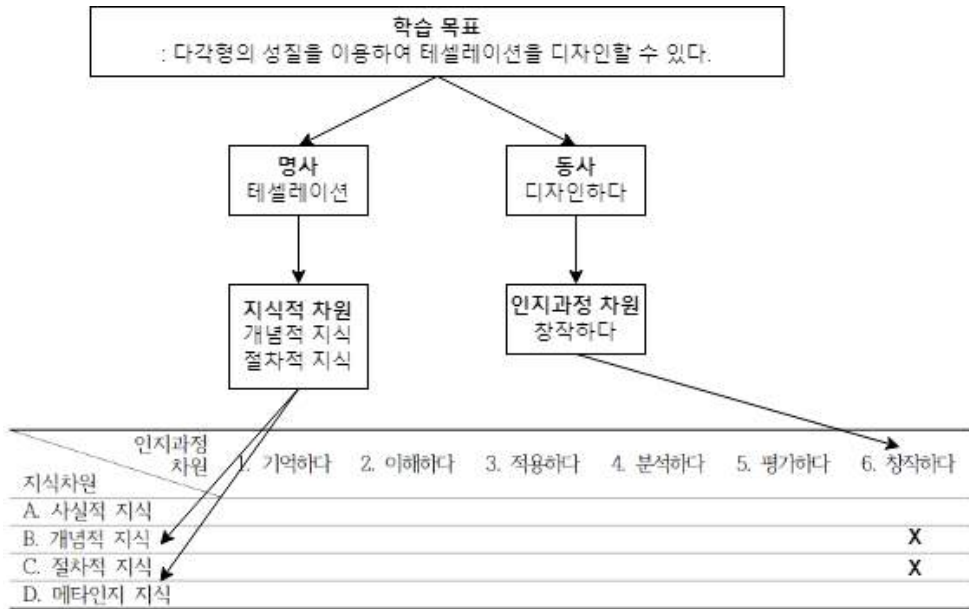 학습 목표
: 다각형의 성질을 이용하여 테셀레이션을 디자인할 수 있다.
명사
테셀레이션
동사
디자인하다
지식적 차원
개념적 지식
절차적 지식
인지과정 차원
창작하다
인지과정
차원
지식차원
1. 기억하다 2. 이해하다 3. 적용하다 4. 분석하다 5. 평가하다 6. 창작하다
A. 사실적 지식
B. 개념적 지식 X
C. 절차적 지식 X
D. 메타인지 지식